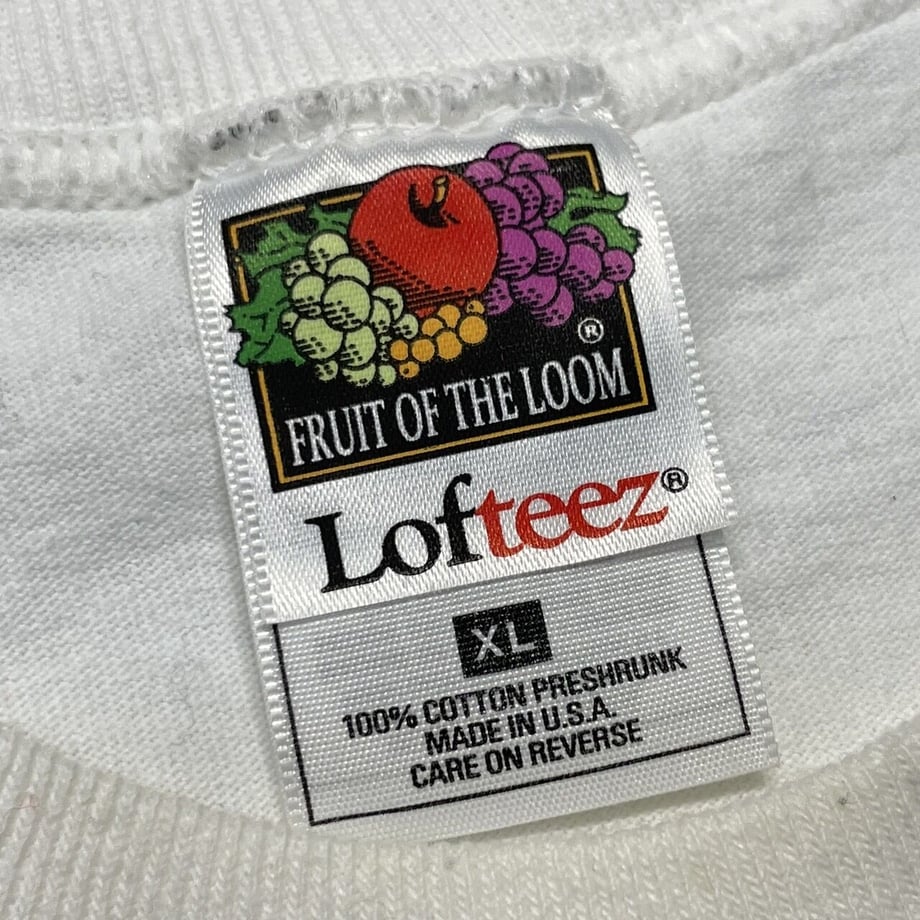 ®
FRUIT OF THE LOOM
Lofteez®
XL
100% COTTON PRESHRUNK
MADE IN U.S.A.
CARE ON REVERSE